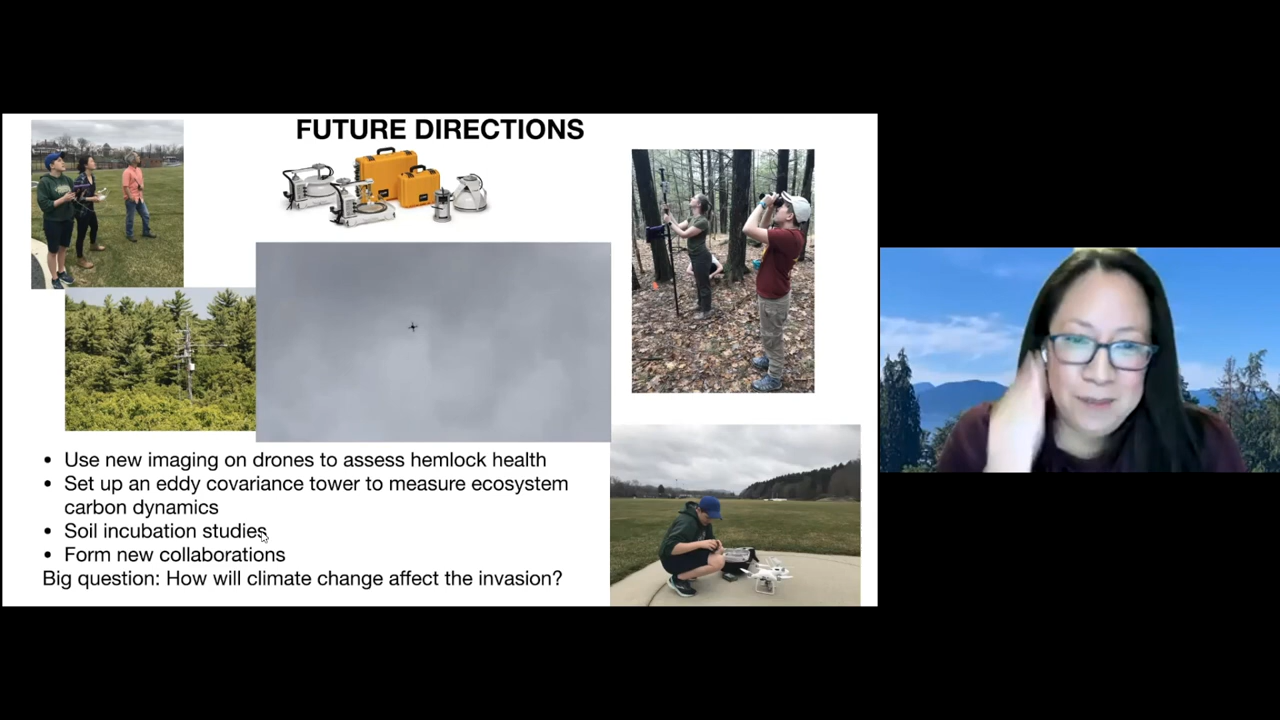 FUTURE DIRECTIONS
• Use new imaging on drones to assess hemlock health
• Set up an eddy covariance tower to measure ecosystem
carbon dynamics
• Soil incubation studies
• Form new collaborations
Big question: How will climate change affect the invasion?